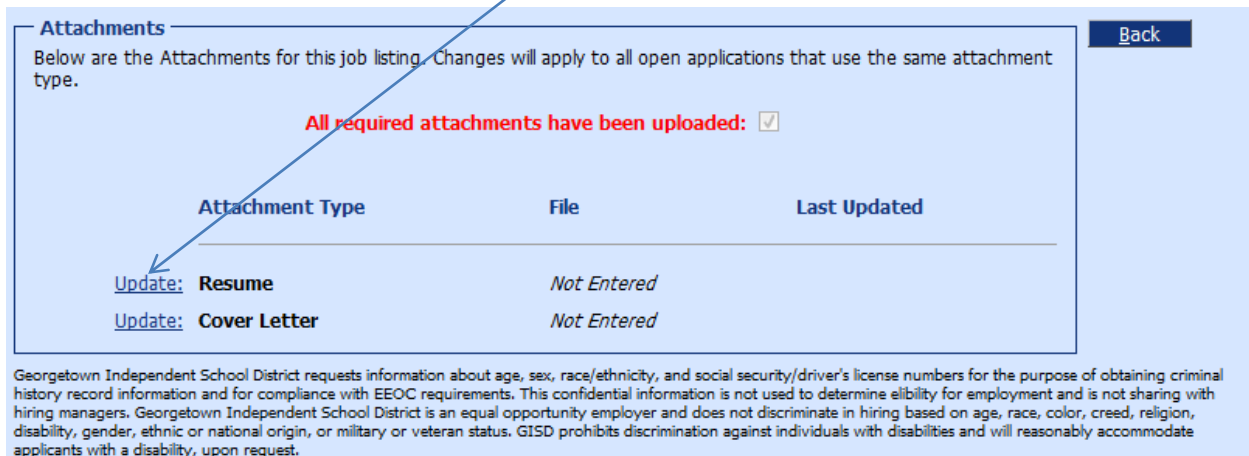 Attachments
Back
Below are the Attachments for this job listing. Changes will apply to all open applications that use the same attachment
type.
All required attachments have been uploaded:
Attachment Type File Last Updated
Update: Resume Not Entered
Update: Cover Letter Not Entered
Georgetown Independent School District requests information about age, sex, race/ethnicity, and social security/driver's license numbers for the purpose of obtaining criminal
history record information and for compliance with EEOC requirements. This confidential information is not used to determine elibility for employment and is not sharing with
hiring managers. Georgetown Independent School District is an equal opportunity employer and does not discriminate in hiring based on age, race, color, creed, religion,
disability, gender, ethnic or national origin, or military or veteran status. GISD prohibits discrimination against individuals with disabilities and will reasonably accommodate
applicants with a disability, upon request.